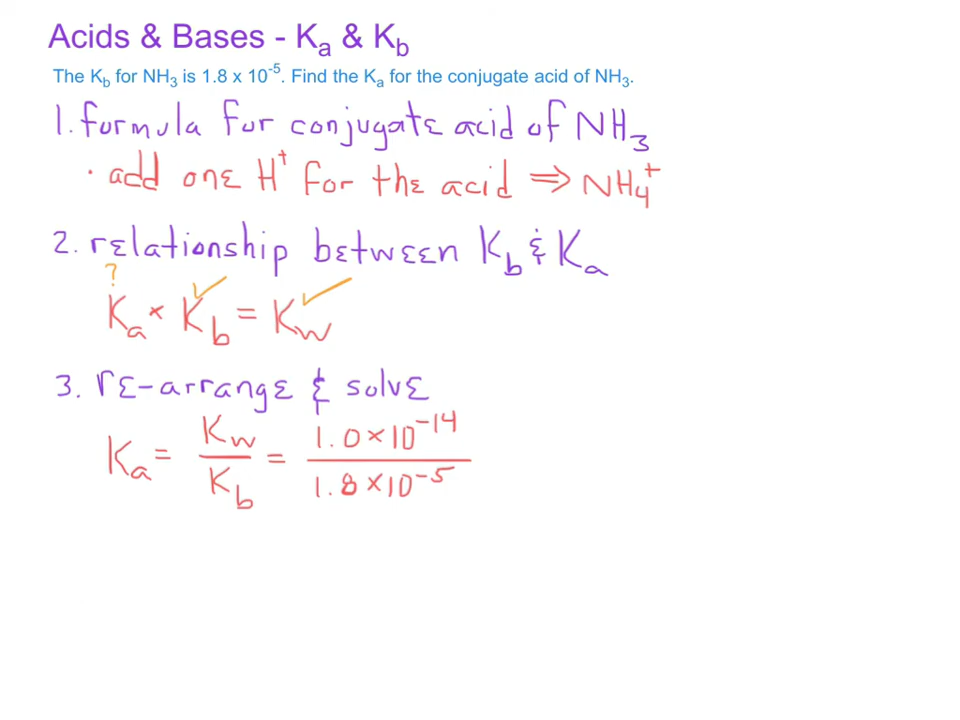 Acids & Bases - Ka & Kb
The Kb for NH3 is 1.8 x 10^-5. Find the Ka for the conjugate acid of NH3.
1. formula for conjugate acid of NH3
· add one H+ for the acid ⇒ NH4+
2. relationship between Kb & Ka
?
Ka × Kb = Kw
3. re-arrange & solve
Ka = Kw/Kb = 1.0 × 10^-14 / 1.8 × 10^-5